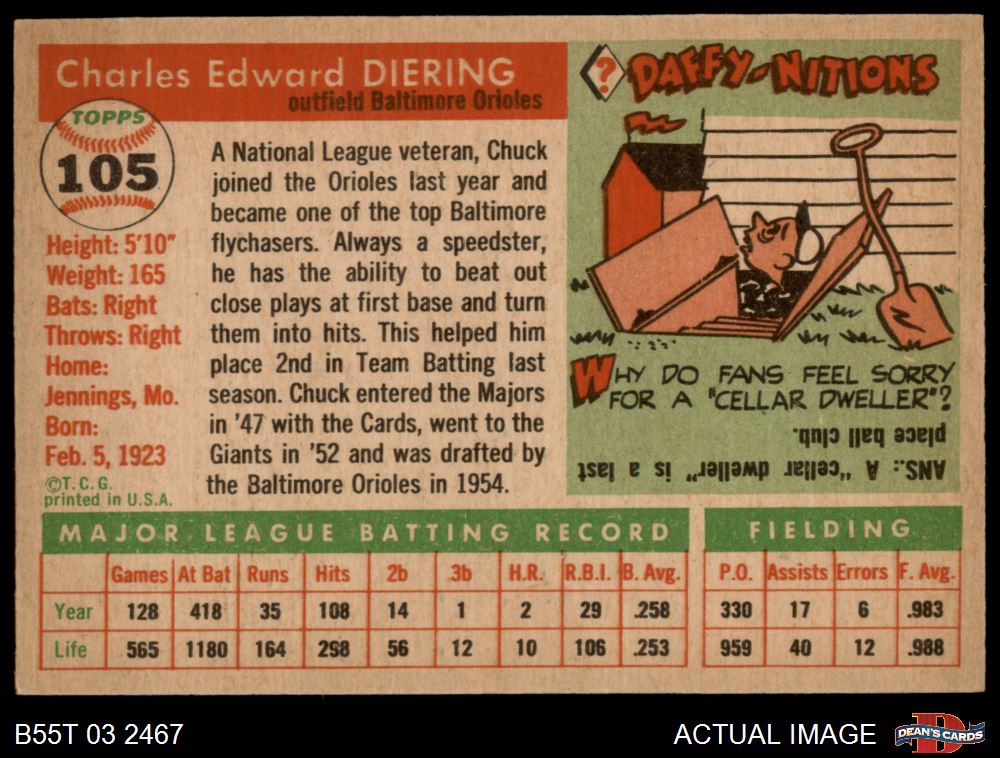 Charles Edward DIERING
outfield Baltimore Orioles
TOPPS
105
Height: 5'10"
Weight: 165
Bats: Right
Throws: Right
Home:
Jennings, Mo.
Born:
Feb. 5, 1923
©T.C.G.
printed in U.S.A.
A National League veteran, Chuck
joined the Orioles last year and
became one of the top Baltimore
flychasers. Always a speedster,
he has the ability to beat out
close plays at first base and turn
them into hits. This helped him
place 2nd in Team Batting last
season. Chuck entered the Majors
in '47 with the Cards, went to the
Giants in '52 and was drafted by
the Baltimore Orioles in 1954.
? DAFFY-NITIONS
WHY DO FANS FEEL SORRY
FOR A "CELLAR DWELLER"?
ANS.: A "cellar dweller" is a last
place ball club.
MAJOR LEAGUE BATTING RECORD
Games At Bat Runs Hits 2b 3b H.R. R.B.I. B. Avg.
Year 128 418 35 108 14 1 2 29 .258
Life 565 1180 164 298 56 12 10 106 .253
FIELDING
P.O. Assists Errors F. Avg.
330 17 6 .983
959 40 12 .988
B55T 03 2467
ACTUAL IMAGE
D
DEAN'S CARDS